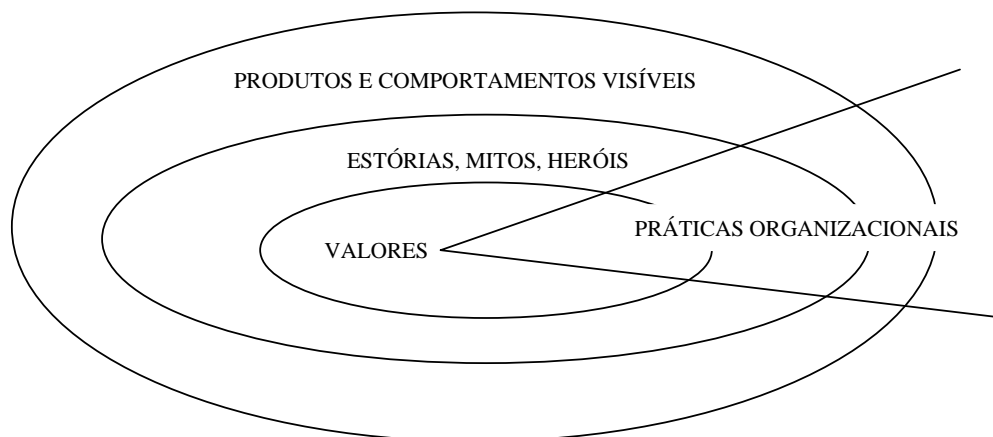 PRODUTOS E COMPORTAMENTOS VISÍVEIS
ESTÓRIAS, MITOS, HERÓIS
PRÁTICAS ORGANIZACIONAIS
VALORES